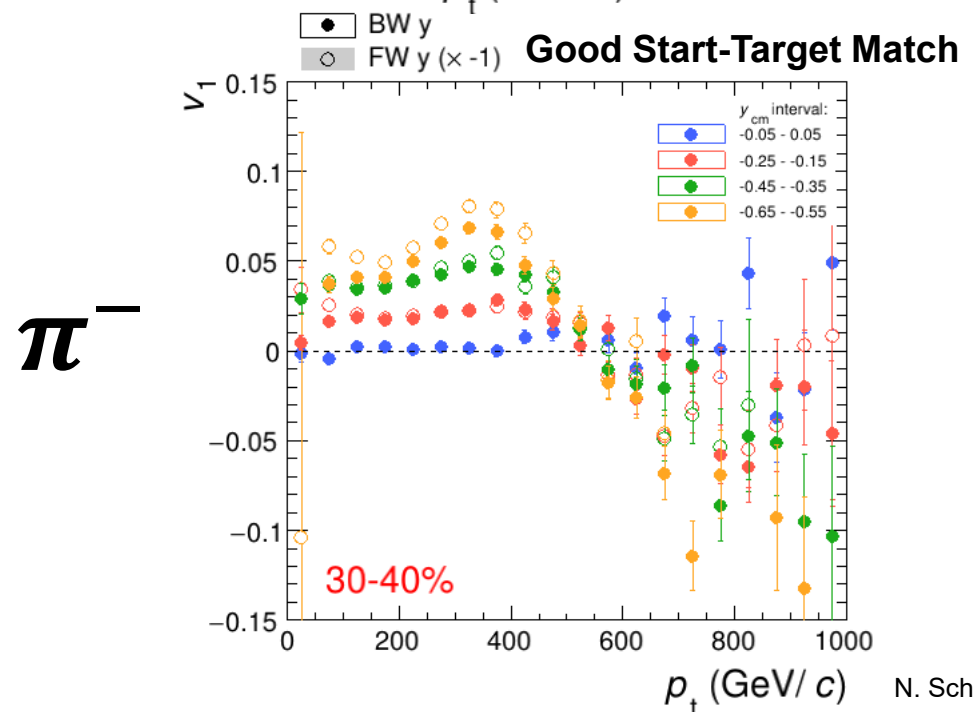 BW y
FW y (× -1)
Good Start-Target Match
v₁
0.15
0.1
0.05
0
−0.05
−0.1
−0.15
y cm interval:
-0.05 - 0.05
-0.25 - -0.15
-0.45 - -0.35
-0.65 - -0.55
π⁻
30-40%
0 200 400 600 800 1000
p t (GeV/ c)
N. Sch